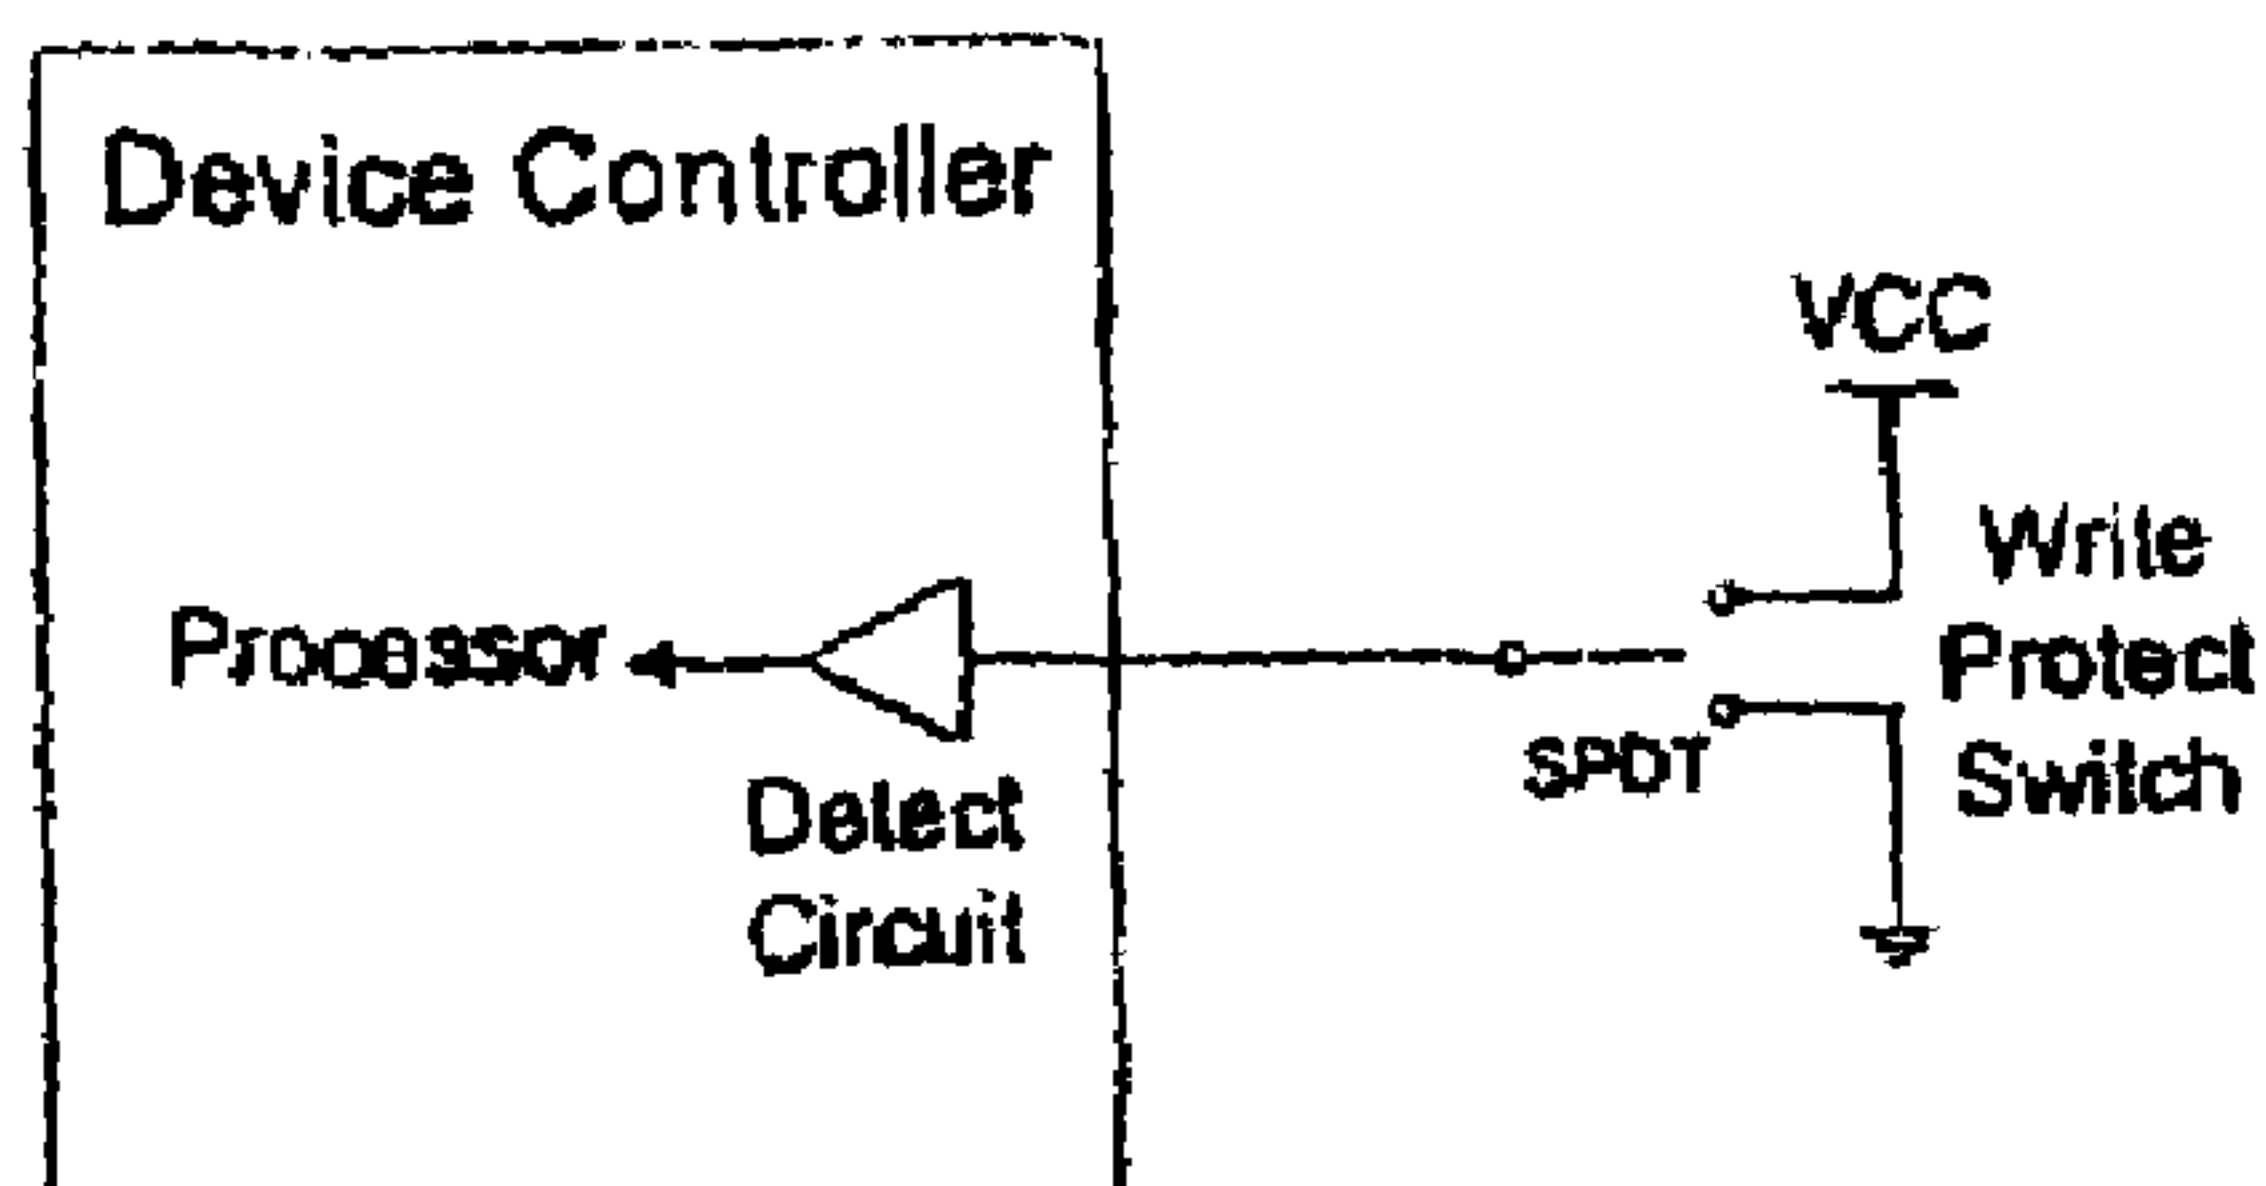 Device Controller
VCC
Write
Protect
Switch
Processor
SPDT
Detect
Circuit